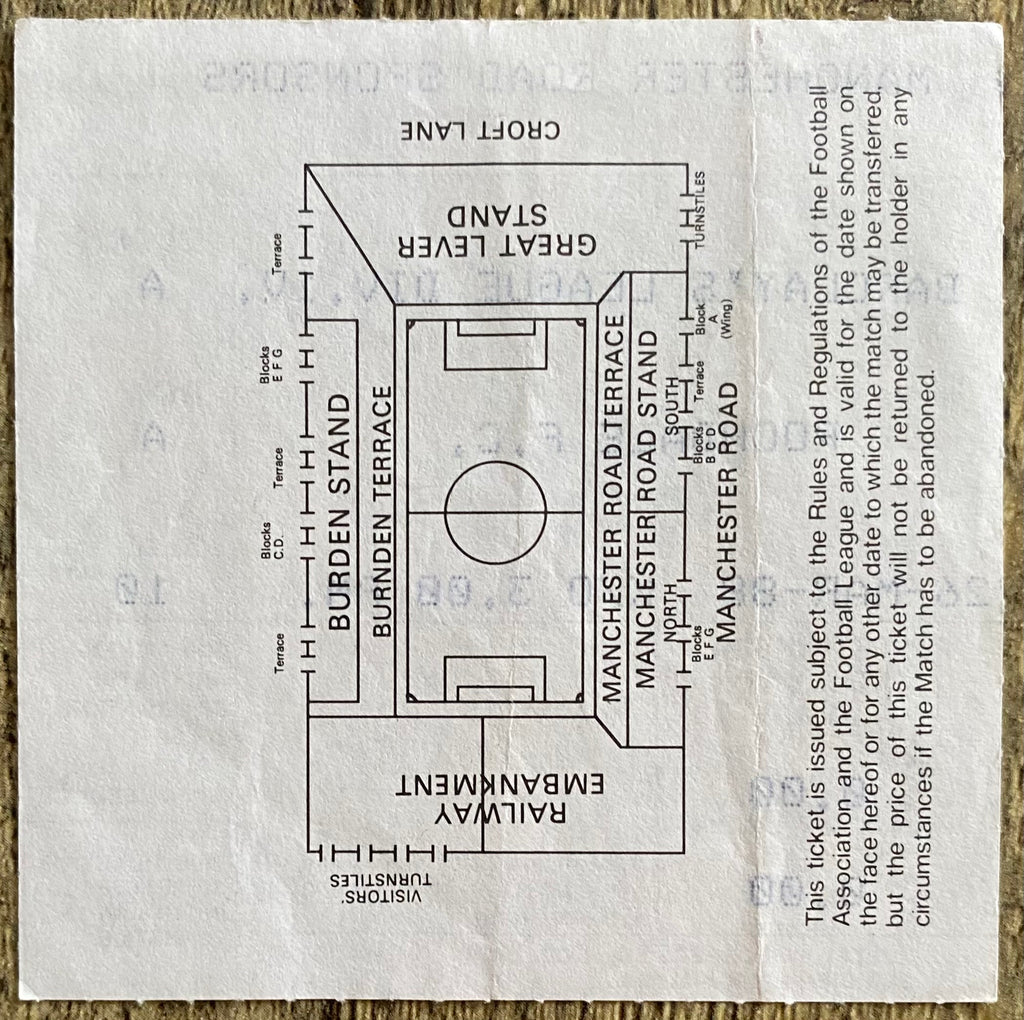 Terrace
Blocks
C.D.
Terrace
Blocks
E F G
Terrace
BURDEN STAND
BURNDEN TERRACE
VISITORS'
TURNSTILES
RAILWAY
EMBANKMENT
GREAT LEVER
STAND
CROFT LANE
MANCHESTER ROAD TERRACE
MANCHESTER ROAD STAND
NORTH
SOUTH
Blocks
E F G
Blocks
B C D
Terrace
Block
A
(Wing)
TURNSTILES
MANCHESTER ROAD
This ticket is issued subject to the Rules and Regulations of the Football
Association and the Football League and is valid for the date shown on
the face hereof or for any other date to which the match may be transferred,
but the price of this ticket will not be returned to the holder in any
circumstances if the Match has to be abandoned.